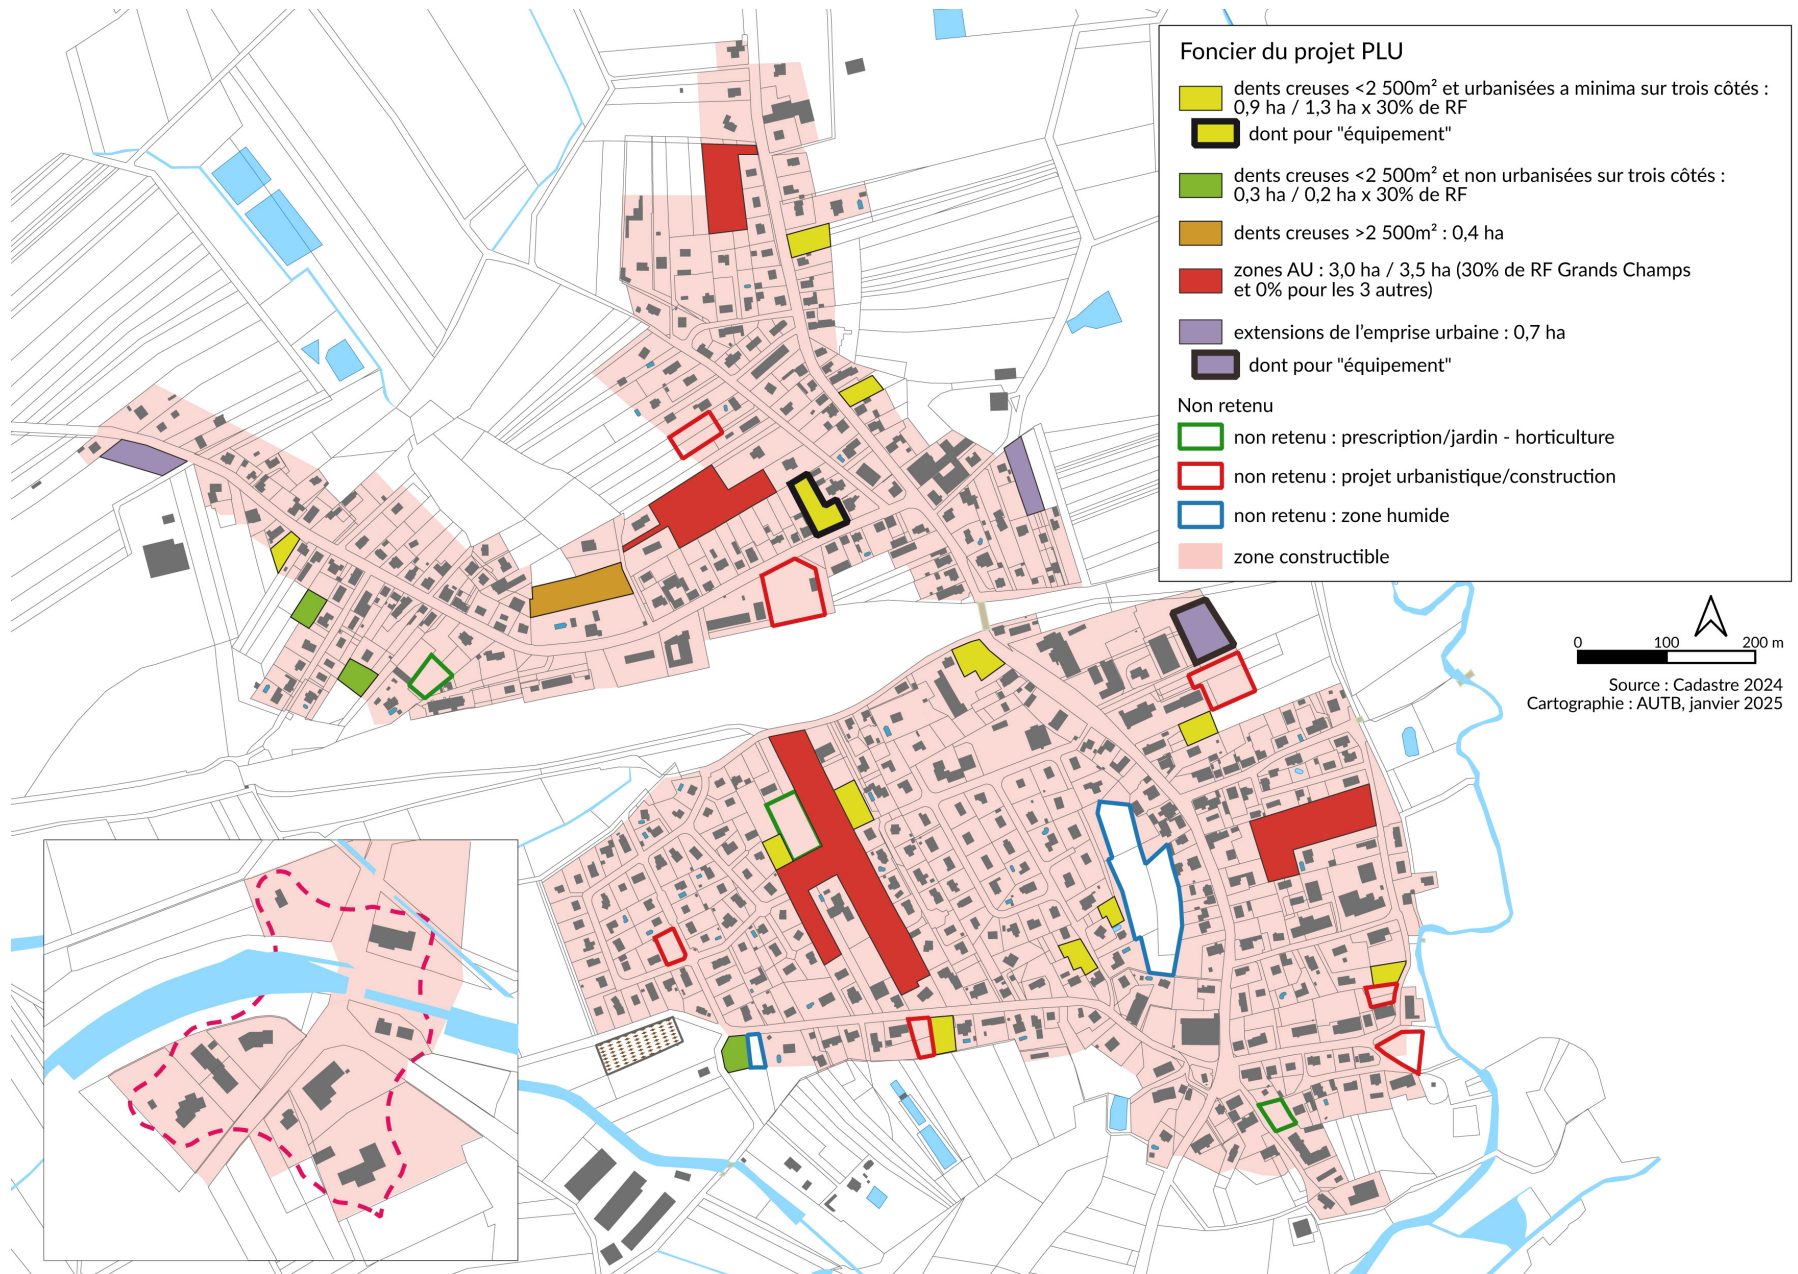 Foncier du projet PLU
dents creuses <2 500m² et urbanisées a minima sur trois côtés :
0,9 ha / 1,3 ha x 30% de RF
dont pour "équipement"
dents creuses <2 500m² et non urbanisées sur trois côtés :
0,3 ha / 0,2 ha x 30% de RF
dents creuses >2 500m² : 0,4 ha
zones AU : 3,0 ha / 3,5 ha (30% de RF Grands Champs
et 0% pour les 3 autres)
extensions de l'emprise urbaine : 0,7 ha
dont pour "équipement"
Non retenu
non retenu : prescription/jardin - horticulture
non retenu : projet urbanistique/construction
non retenu : zone humide
zone constructible
0 100 200 m
Source : Cadastre 2024
Cartographie : AUTB, janvier 2025